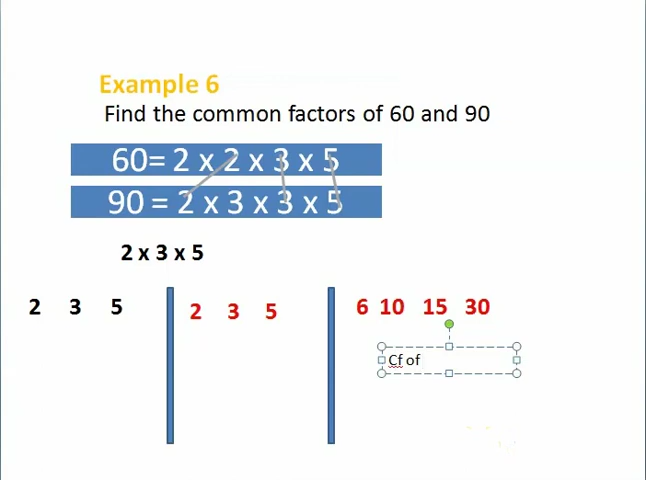 Example 6
Find the common factors of 60 and 90
60= 2 x 2 x 3 x 5
90 = 2 x 3 x 3 x 5
2 x 3 x 5
2 3 5 2 3 5 6 10 15 30
Cf of